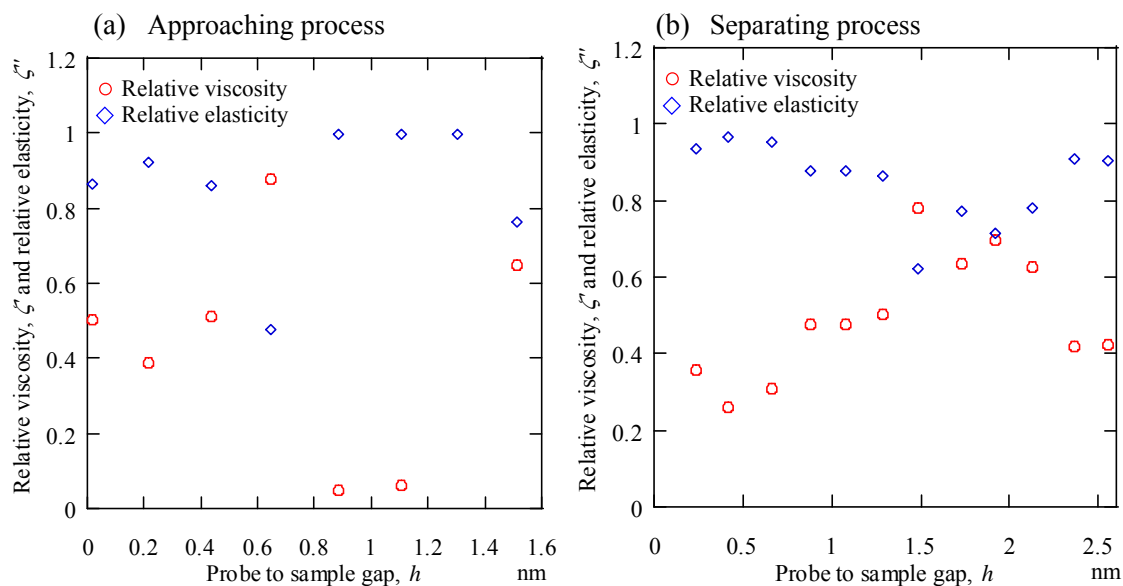 (a) Approaching process
Relative viscosity, ζ' and relative elasticity, ζ''
1.2
1
0.8
0.6
0.4
0.2
0
Relative viscosity
Relative elasticity
0 0.2 0.4 0.6 0.8 1 1.2 1.4 1.6
Probe to sample gap, h nm
(b) Separating process
Relative viscosity, ζ' and relative elasticity, ζ''
1.2
1
0.8
0.6
0.4
0.2
0
Relative viscosity
Relative elasticity
0 0.5 1 1.5 2 2.5
Probe to sample gap, h nm